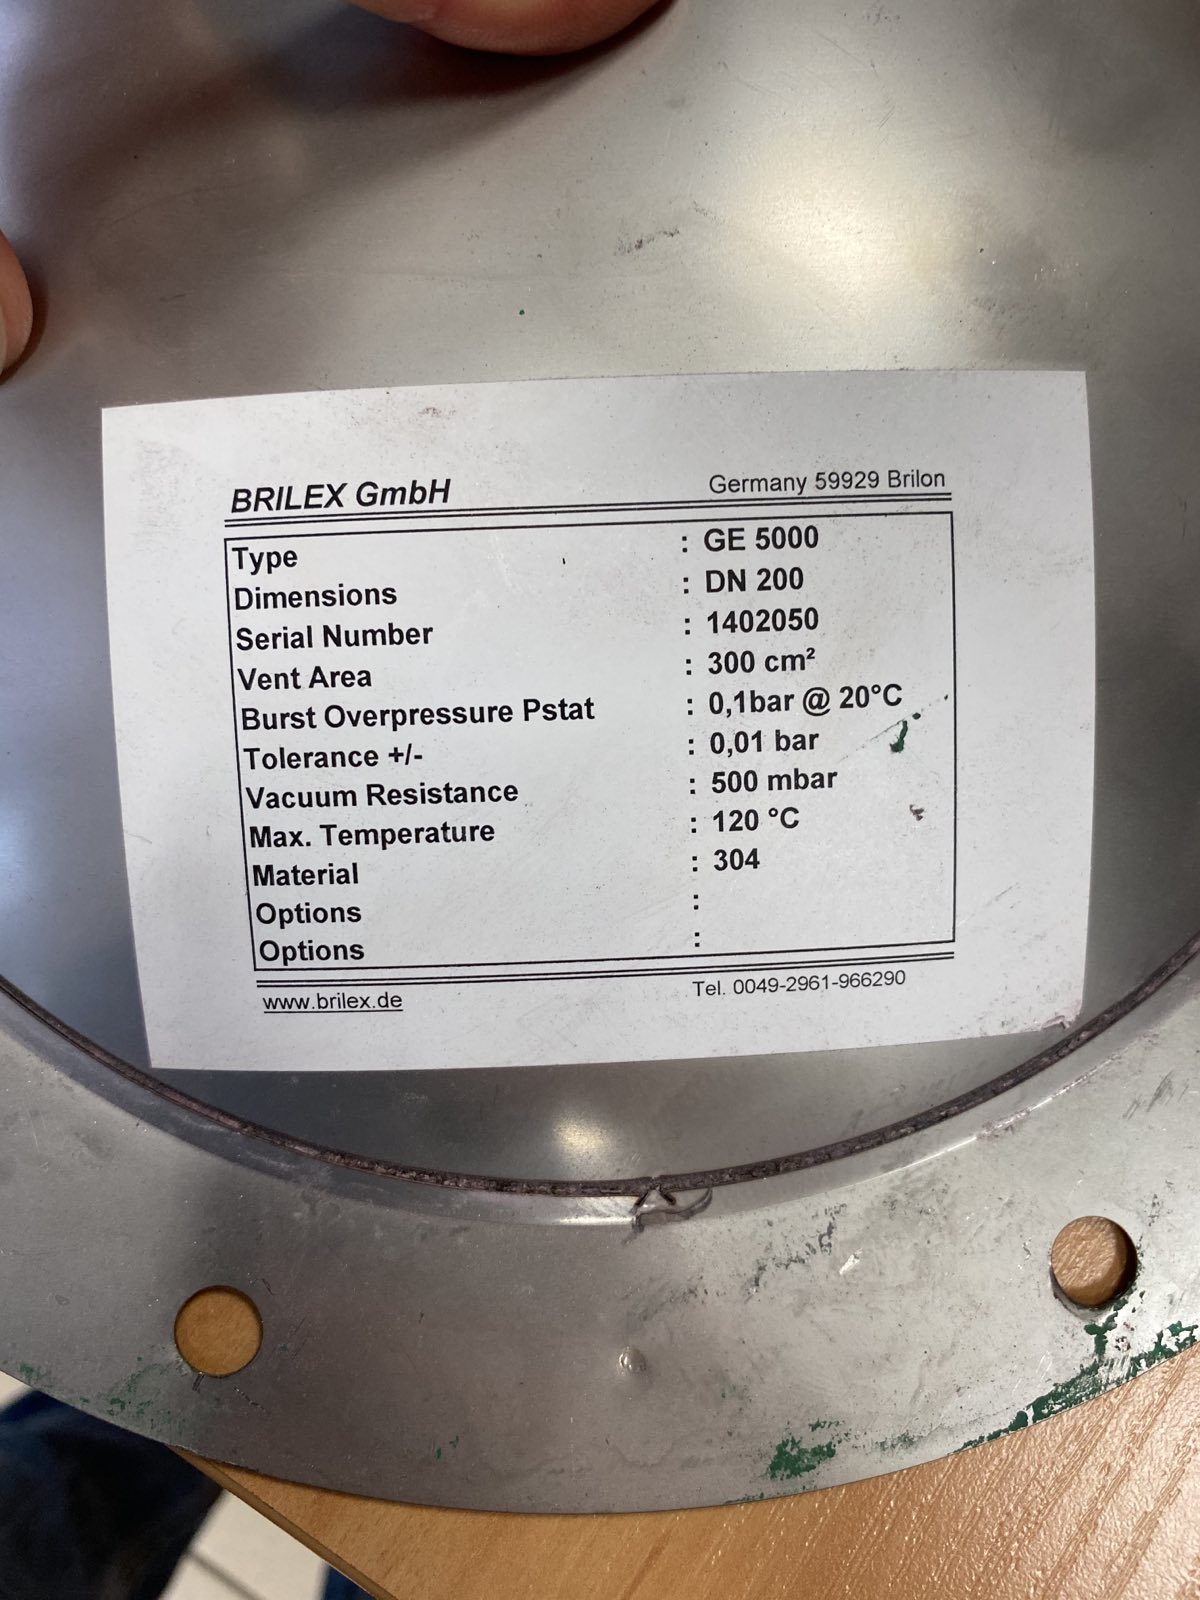 BRILEX GmbH Germany 59929 Brilon
Type : GE 5000
Dimensions : DN 200
Serial Number : 1402050
Vent Area : 300 cm²
Burst Overpressure Pstat : 0,1bar @ 20°C
Tolerance +/- : 0,01 bar
Vacuum Resistance : 500 mbar
Max. Temperature : 120 °C
Material : 304
Options :
Options :
www.brilex.de Tel. 0049-2961-966290